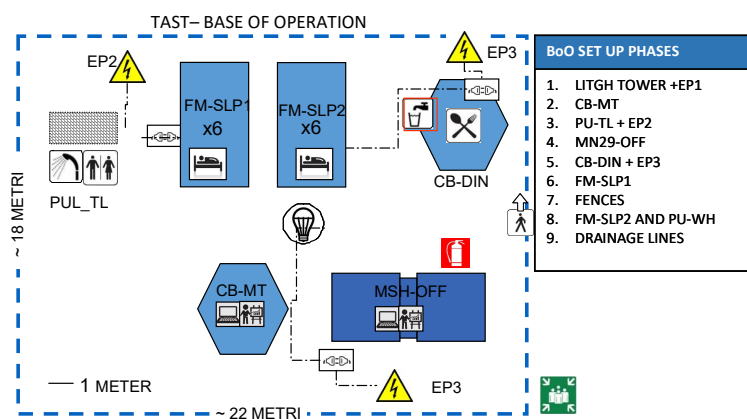 TAST– BASE OF OPERATION
EP2
EP3
FM-SLP1
x6
FM-SLP2
x6
CB-DIN
PUL_TL
~ 18 METRI
CB-MT
MSH-OFF
EP3
1 METER
~ 22 METRI
BoO SET UP PHASES
1. LITGH TOWER +EP1
2. CB-MT
3. PU-TL + EP2
4. MN29-OFF
5. CB-DIN + EP3
6. FM-SLP1
7. FENCES
8. FM-SLP2 AND PU-WH
9. DRAINAGE LINES